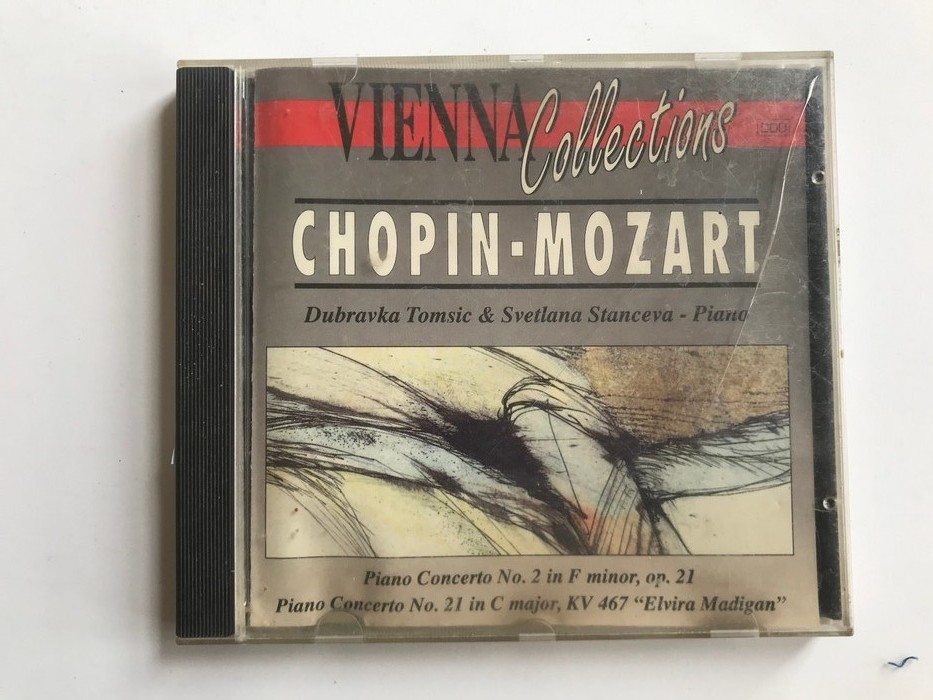 VIENNA Collections
DDD
CHOPIN - MOZART
Dubravka Tomsic & Svetlana Stanceva - Piano
Piano Concerto No. 2 in F minor, op. 21
Piano Concerto No. 21 in C major, KV 467 “Elvira Madigan”